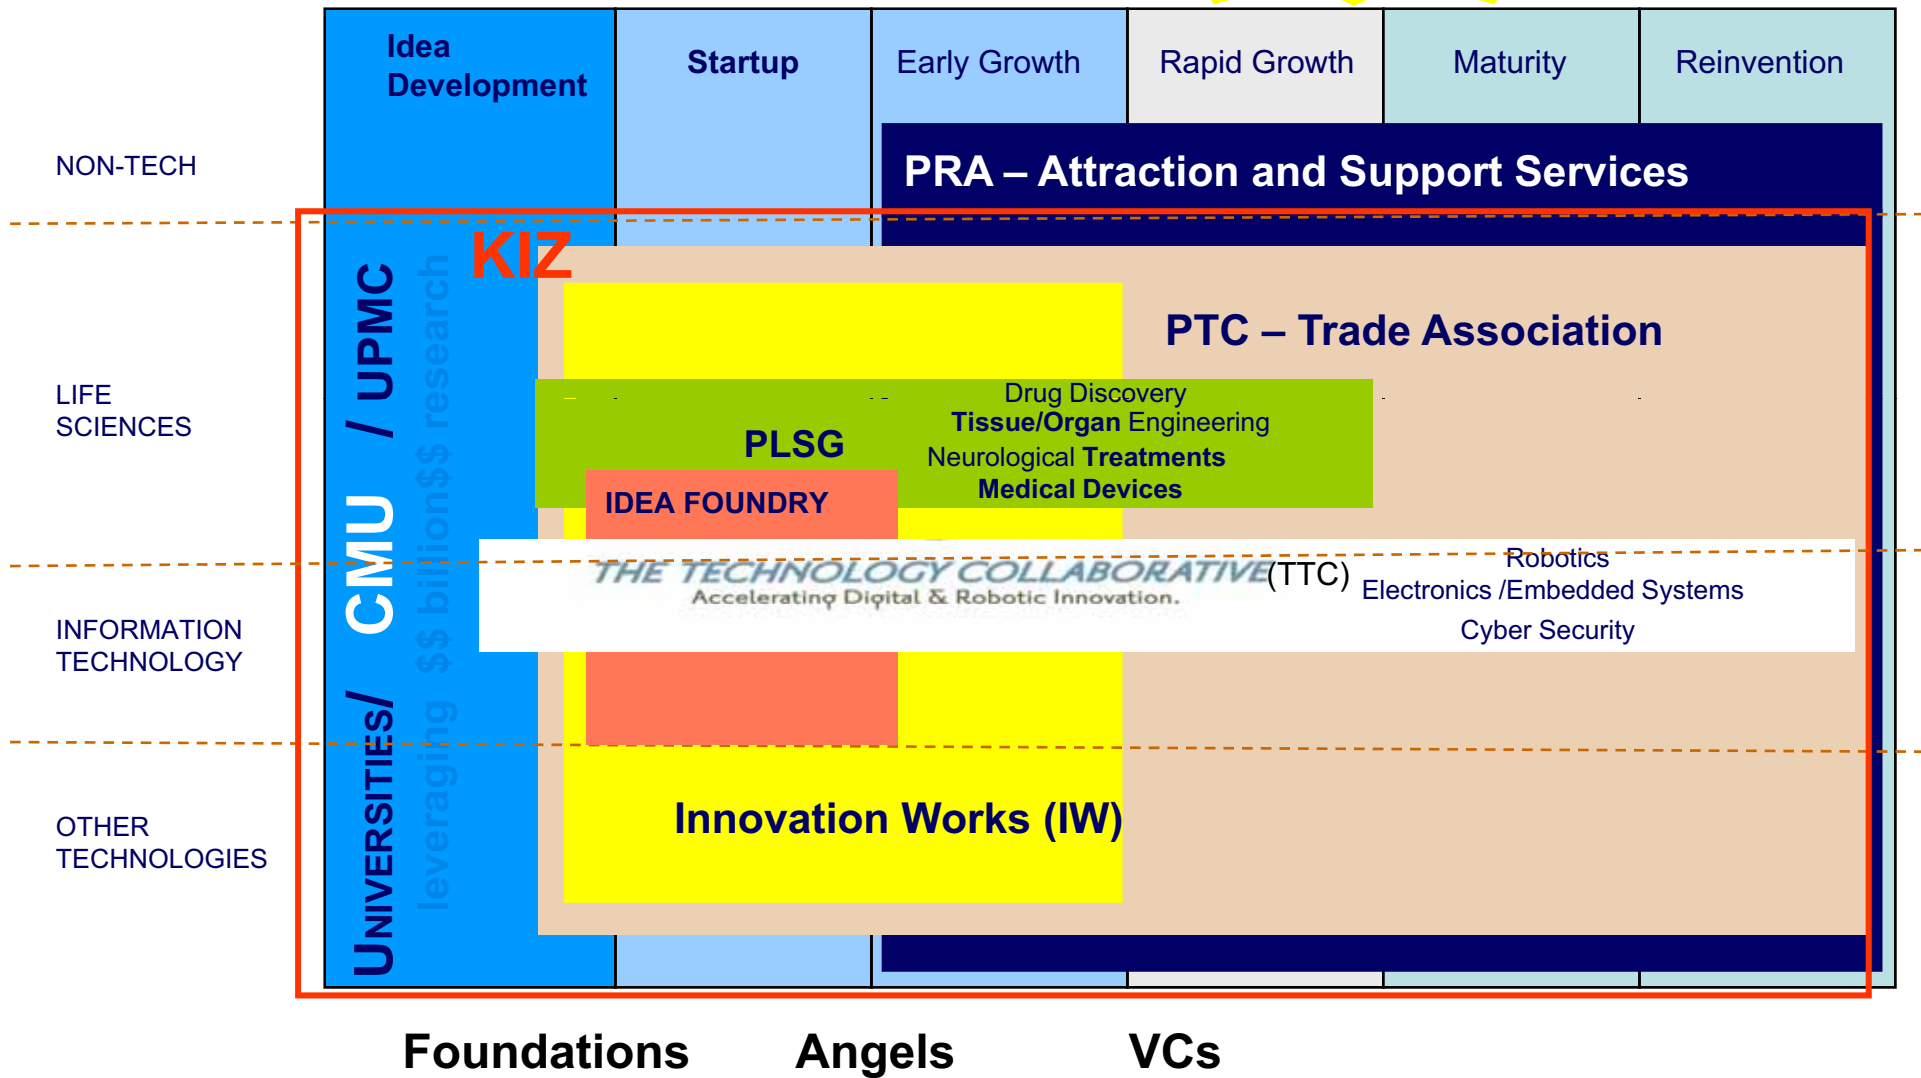 Idea
Development
Startup
Early Growth
Rapid Growth
Maturity
Reinvention
NON-TECH
PRA – Attraction and Support Services
KIZ
UNIVERSITIES/ CMU / UPMC
leveraging $$ billion$$ research
PTC – Trade Association
LIFE
SCIENCES
PLSG
Drug Discovery
Tissue/Organ Engineering
Neurological Treatments
Medical Devices
IDEA FOUNDRY
THE TECHNOLOGY COLLABORATIVE (TTC)
Accelerating Digital & Robotic Innovation.
Robotics
Electronics /Embedded Systems
Cyber Security
INFORMATION
TECHNOLOGY
OTHER
TECHNOLOGIES
Innovation Works (IW)
Foundations Angels VCs